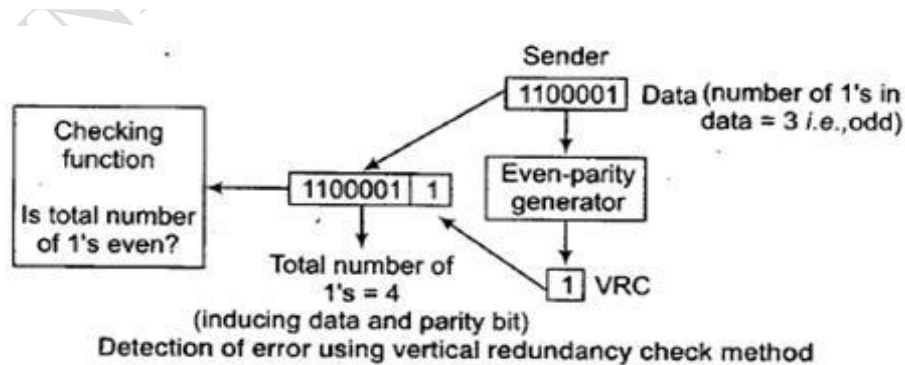 Sender
1100001 Data (number of 1's in
data = 3 i.e.,odd)
Checking
function
Is total number
of 1's even?
1100001 1
Even-parity
generator
Total number of
1's = 4
(inducing data and parity bit)
1 VRC
Detection of error using vertical redundancy check method